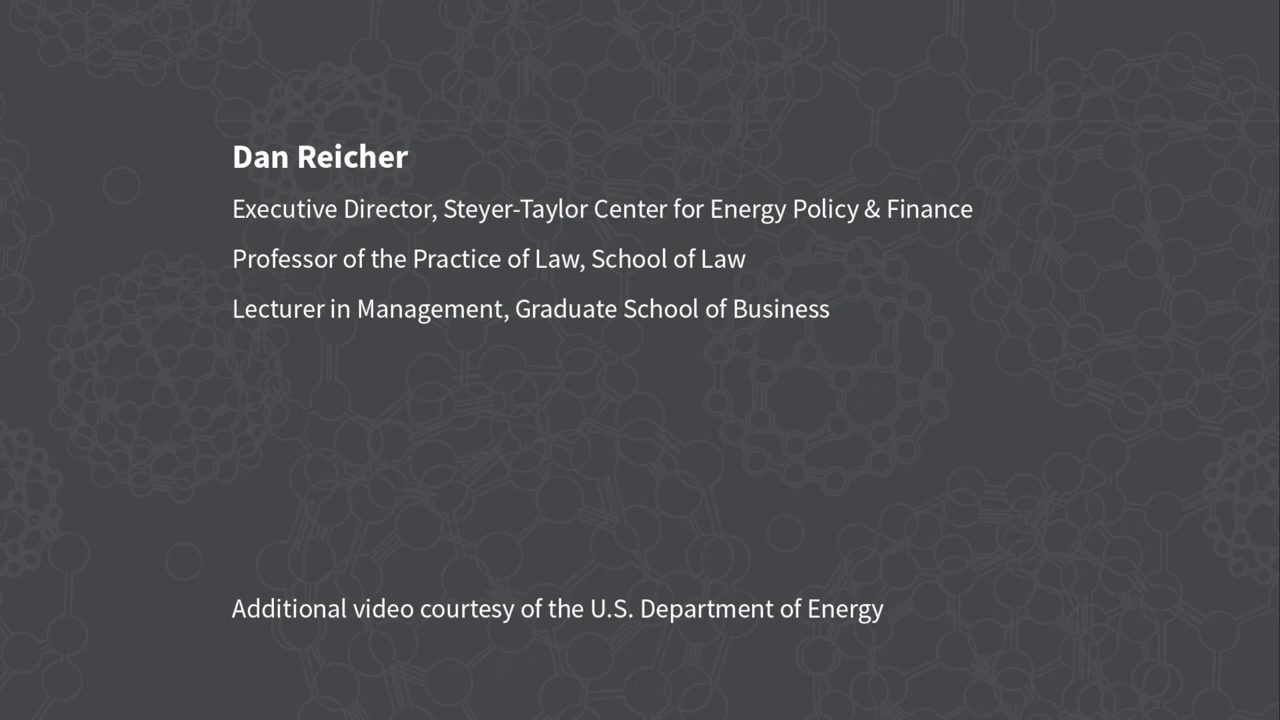 Dan Reicher
Executive Director, Steyer-Taylor Center for Energy Policy & Finance
Professor of the Practice of Law, School of Law
Lecturer in Management, Graduate School of Business
Additional video courtesy of the U.S. Department of Energy